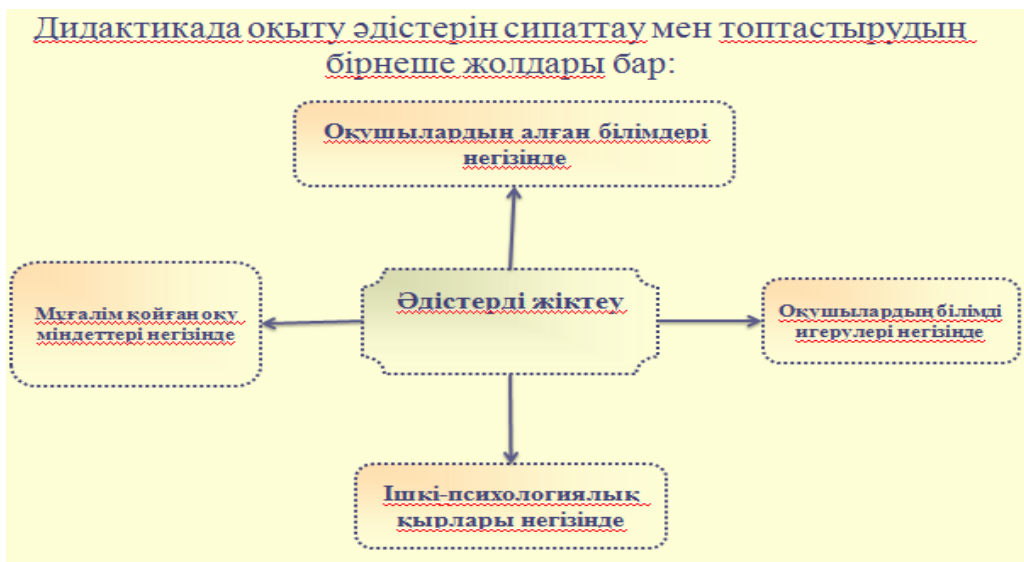 Дидактикада оқыту әдістерін сипаттау мен топтастырудың
бірнеше жолдары бар:
Оқушылардың алған білімдері
негізінде
Әдістерді жіктеу
Мұғалім қойған оқу
міндеттері негізінде
Оқушылардың білімді
игерулері негізінде
Ішкі-психологиялық
қырлары негізінде